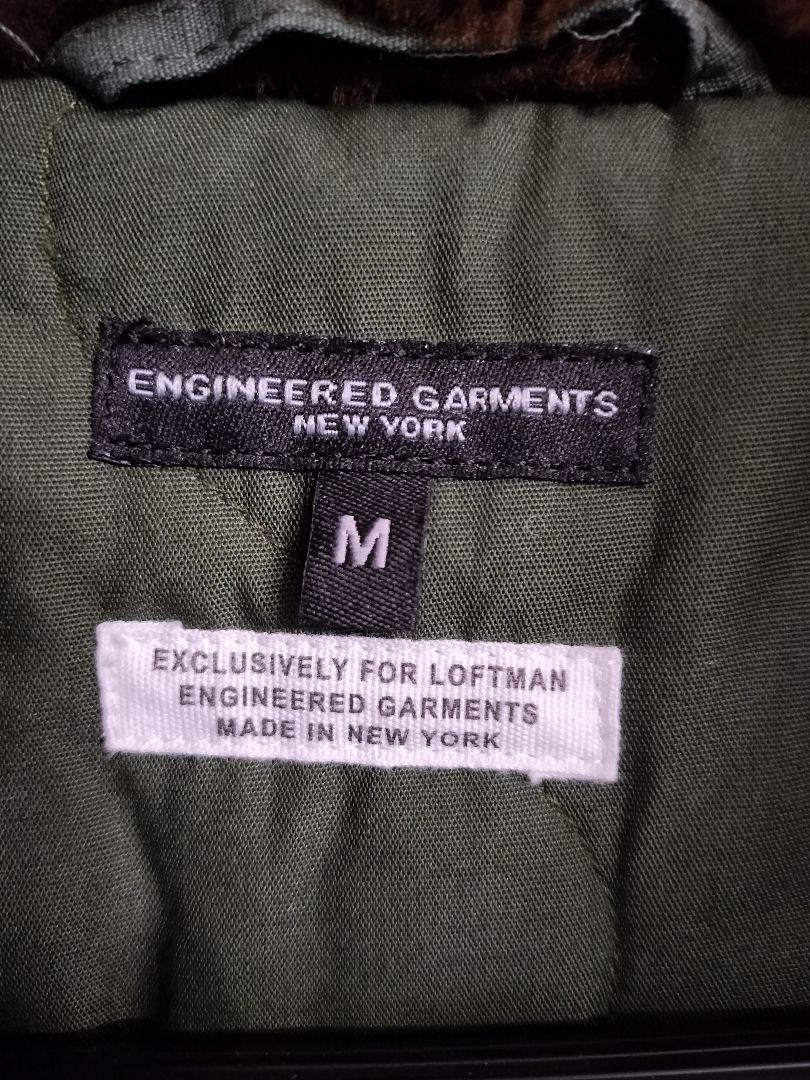 ENGINEERED GARMENTS
NEW YORK
M
EXCLUSIVELY FOR LOFTMAN
ENGINEERED GARMENTS
MADE IN NEW YORK